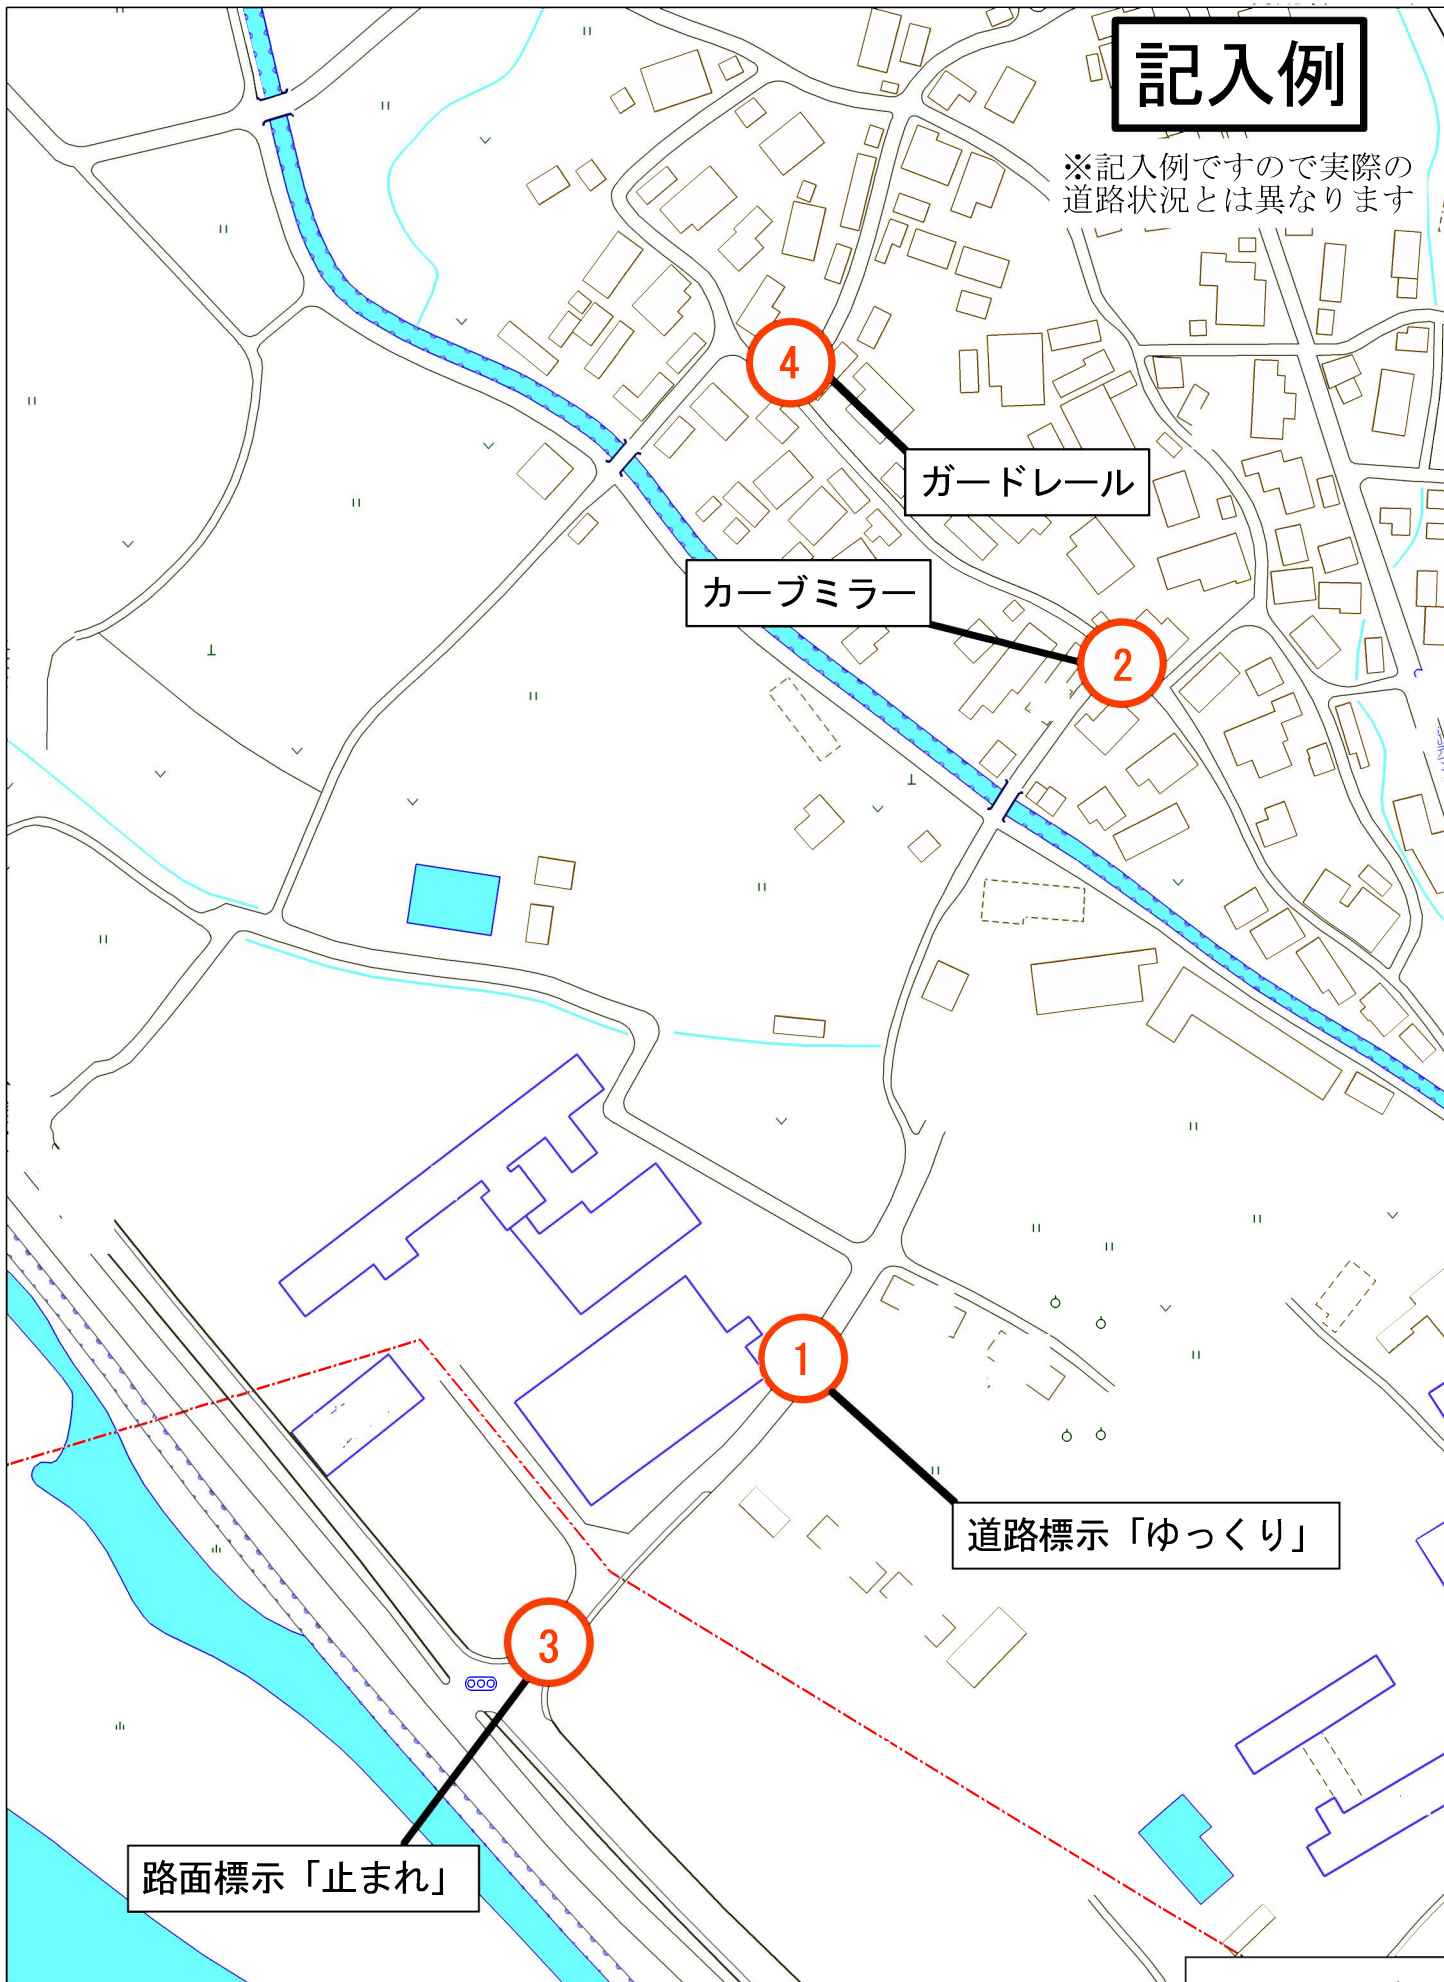 記入例
※記入例ですので実際の
道路状況とは異なります
4
ガードレール
カーブミラー
2
1
道路標示「ゆっくり」
3
路面標示「止まれ」